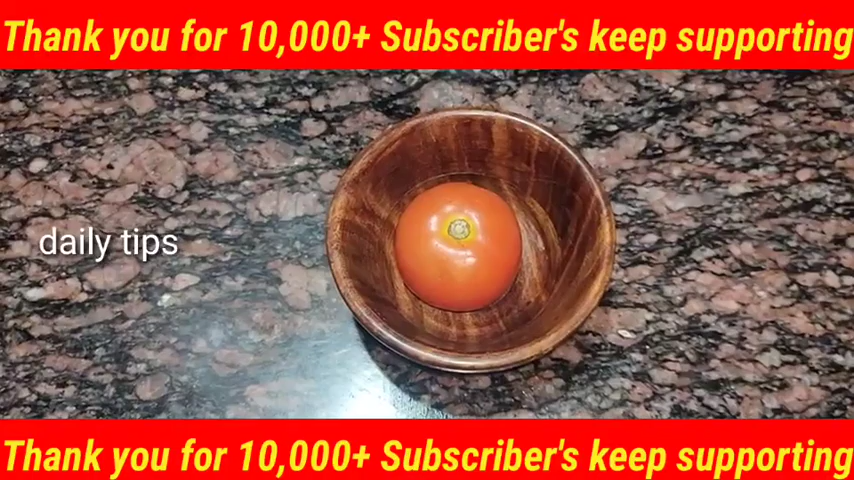 Thank you for 10,000+ Subscriber's keep supporting
daily tips
Thank you for 10,000+ Subscriber's keep supporting